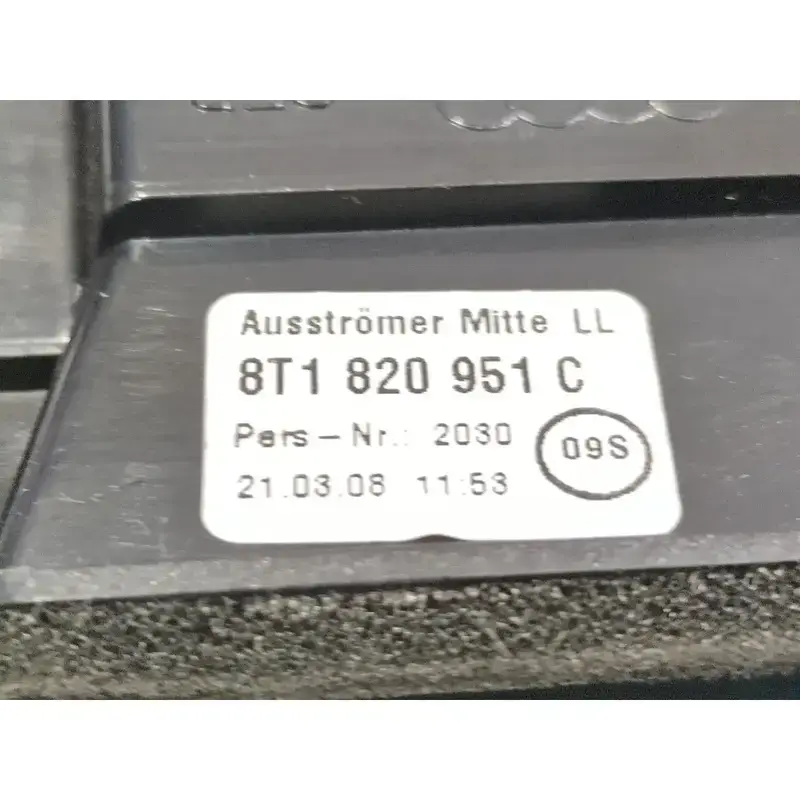 Ausströmer Mitte LL
8T1 820 951 C
Pers-Nr.: 2030
09S
21.03.08 11:53